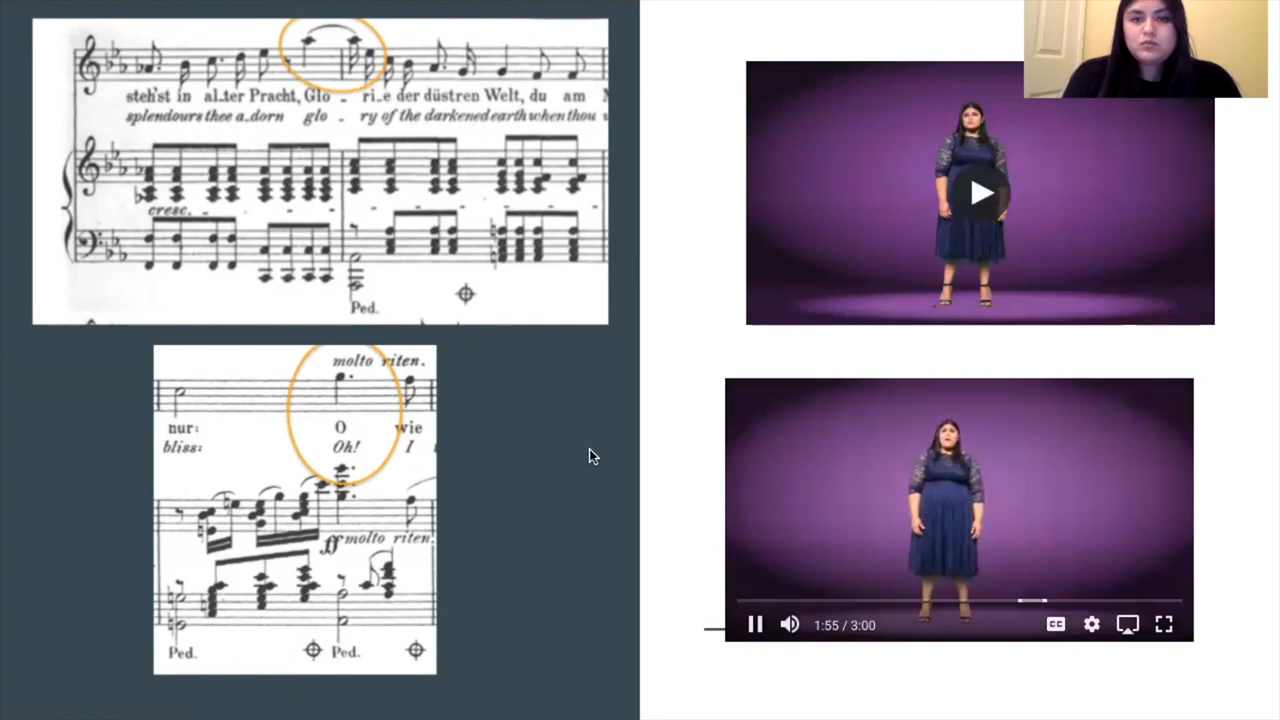 steh'st in al-ter Pracht, Glo - ri-e der düstren Welt, du am
splendours thee a-dorn glo - ry of the darkened earth when thou
cresc. - - - - - - - - -
Ped.
molto riten.
nur: O wie
bliss: Oh! I
ff molto riten.
Ped. Ped.
1:55 / 3:00
CC